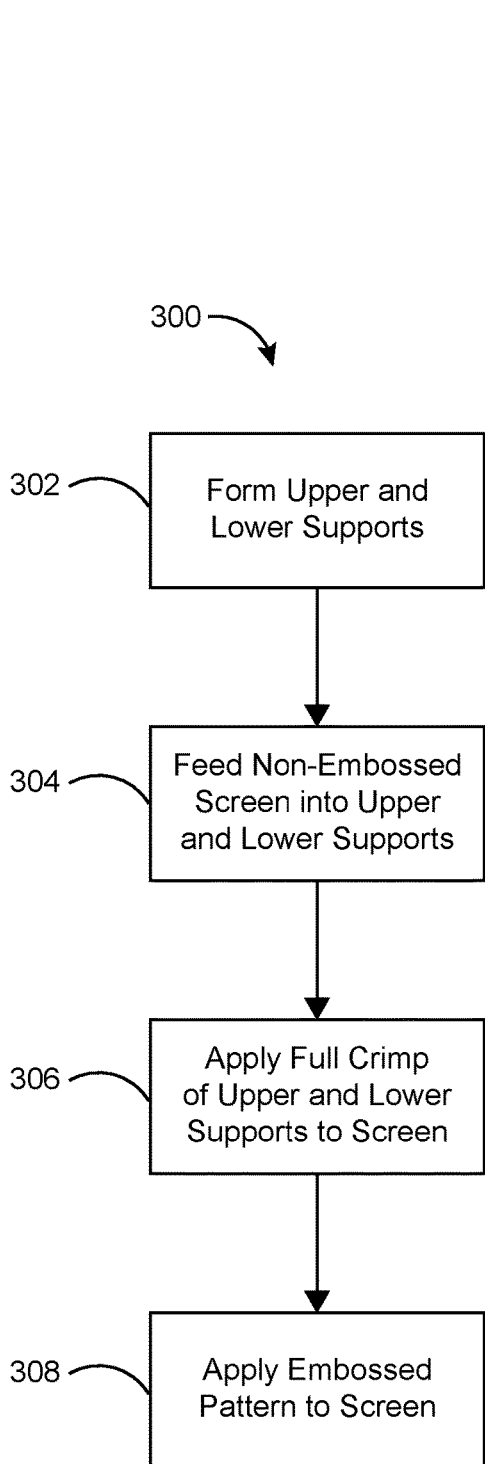 300
302
Form Upper and
Lower Supports
304
Feed Non-Embossed
Screen into Upper
and Lower Supports
306
Apply Full Crimp
of Upper and Lower
Supports to Screen
308
Apply Embossed
Pattern to Screen